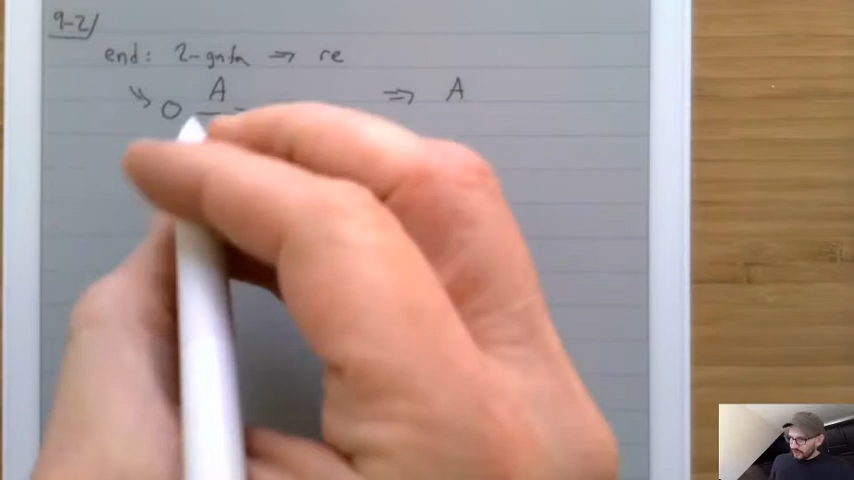 9-2/
end: 2-gnfa => re
A => A